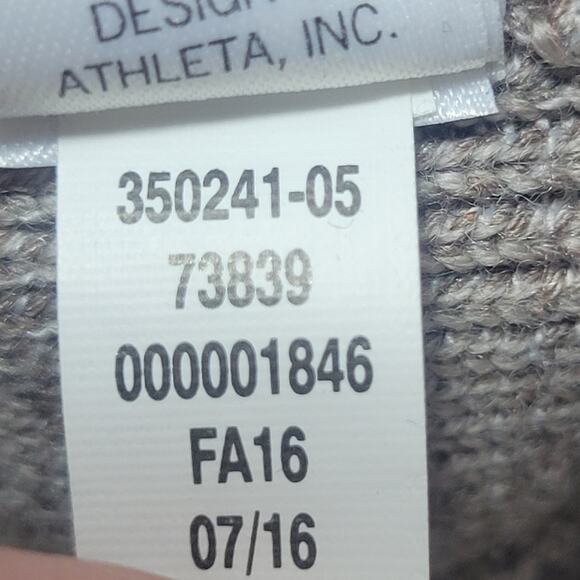 ATHLETA, INC.
350241-05
73839
000001846
FA16
07/16